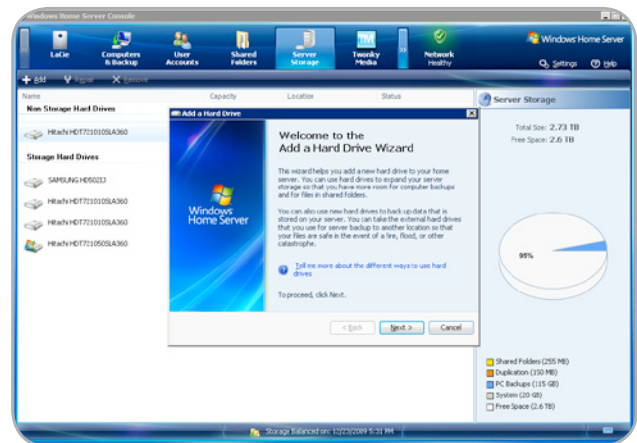 Windows Home Server Console
LaCie
Computers & Backup
User Accounts
Shared Folders
Server Storage
Twonky Media
»
Network
Healthy
Windows Home Server
Settings
Help
Add
Repair
Remove
Name
Capacity
Location
Status
Non Storage Hard Drives
Storage Hard Drives
Add a Hard Drive
Windows
Home Server
Welcome to the
Add a Hard Drive Wizard
This wizard helps you add a new hard drive to your home
server. You can use hard drives to expand your server
storage so that you have more room for computer backups
and for files in shared folders.
You can also use new hard drives to back up data that is
stored on your server. You can take the external hard drives
that you use for server backup to another location so that
your files are safe in the event of a fire, flood, or other
catastrophe.
Tell me more about the different ways to use hard
drives
To proceed, click Next.
< Back
Next >
Cancel
Server Storage
Total Size: 2.73 TB
Free Space: 2.6 TB
95%
Shared Folders (255 MB)
Duplication (150 MB)
PC Backups (115 GB)
System (20 GB)
Free Space (2.6 TB)
Storage Balanced on: 12/23/2009 5:31 PM